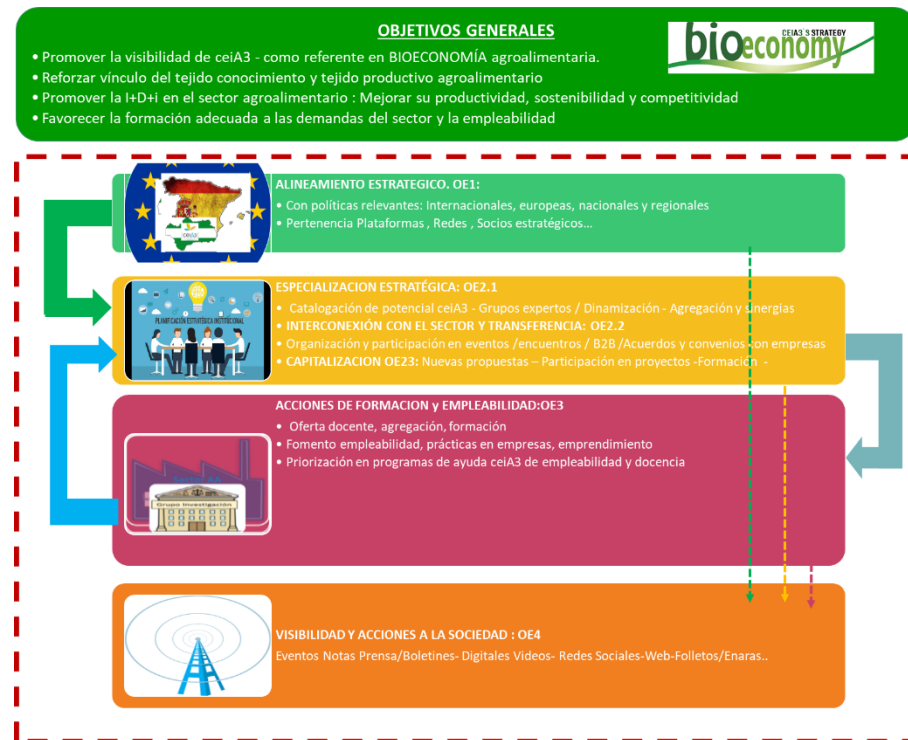 OBJETIVOS GENERALES
CEIA3'S STRATEGY
bioeconomy
• Promover la visibilidad de ceiA3 - como referente en BIOECONOMÍA agroalimentaria.
• Reforzar vínculo del tejido conocimiento y tejido productivo agroalimentario
• Promover la I+D+i en el sector agroalimentario : Mejorar su productividad, sostenibilidad y competitividad
• Favorecer la formación adecuada a las demandas del sector y la empleabilidad
ALINEAMIENTO ESTRATEGICO. OE1:
• Con políticas relevantes: Internacionales, europeas, nacionales y regionales
• Pertenencia Plataformas , Redes , Socios estratégicos...
ESPECIALIZACION ESTRATÉGICA: OE2.1
• Catalogación de potencial ceiA3 - Grupos expertos / Dinamización - Agregación y sinergias
• INTERCONEXIÓN CON EL SECTOR Y TRANSFERENCIA: OE2.2
• Organización y participación en eventos /encuentros / B2B /Acuerdos y convenios con empresas
• CAPITALIZACION OE23: Nuevas propuestas – Participación en proyectos -Formación -
PLANIFICACIÓN ESTRATÉGICA INSTITUCIONAL
ACCIONES DE FORMACION y EMPLEABILIDAD:OE3
• Oferta docente, agregación, formación
• Fomento empleabilidad, prácticas en empresas, emprendimiento
• Priorización en programas de ayuda ceiA3 de empleabilidad y docencia
Grupo Investigación
VISIBILIDAD Y ACCIONES A LA SOCIEDAD : OE4
Eventos Notas Prensa/Boletines- Digitales Videos- Redes Sociales-Web-Folletos/Enaras..